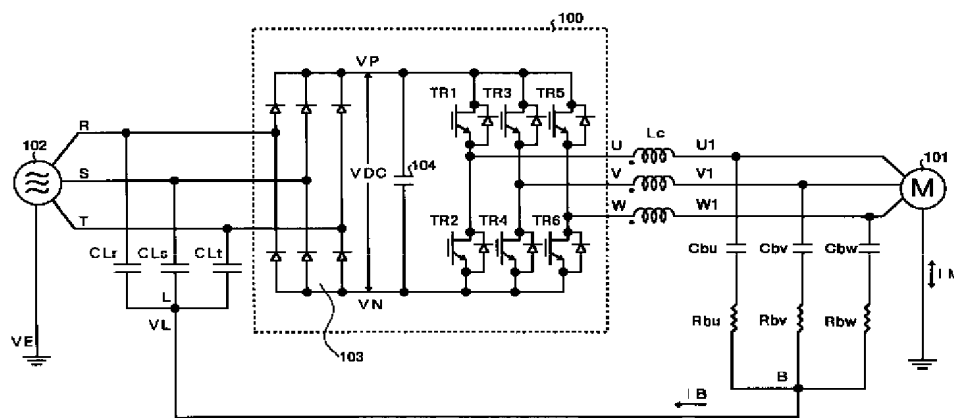 100
VP
TR1 TR3 TR5
R
Lc
102
U
U1
101
S
VDC
104
V
V1
M
T
W
W1
TR2 TR4 TR6
CLr CLs CLt
Cbu Cbv Cbw
IM
L
VN
VL
Rbu Rbv Rbw
VE
103
B
IB